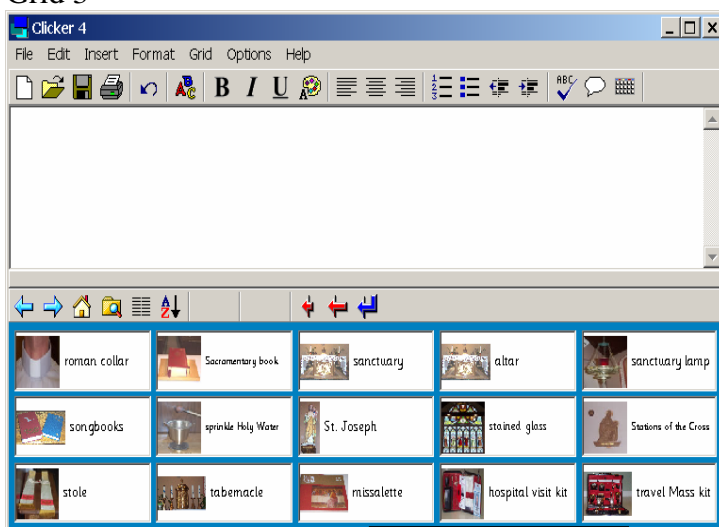 Clicker 4
File Edit Insert Format Grid Options Help
B I U ABC
roman collar Sacramentary book sanctuary altar sanctuary lamp
songbooks sprinkle Holy Water St. Joseph stained glass Stations of the Cross
stole tabernacle missalette hospital visit kit travel Mass kit